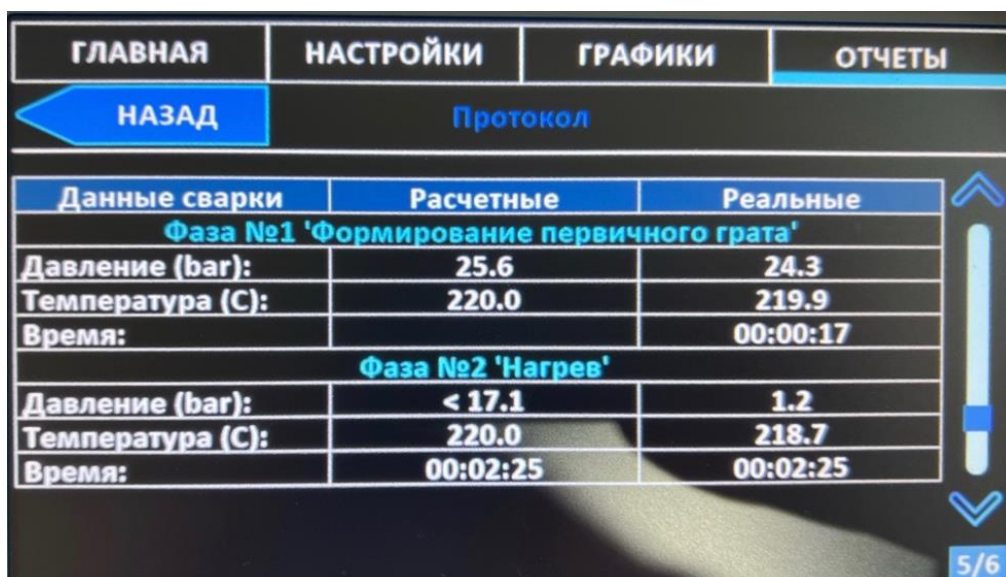 ГЛАВНАЯ НАСТРОЙКИ ГРАФИКИ ОТЧЕТЫ
НАЗАД Протокол
Данные сварки Расчетные Реальные
Фаза №1 'Формирование первичного грата'
Давление (bar): 25.6 24.3
Температура (C): 220.0 219.9
Время: 00:00:17
Фаза №2 'Нагрев'
Давление (bar): < 17.1 1.2
Температура (C): 220.0 218.7
Время: 00:02:25 00:02:25
5/6